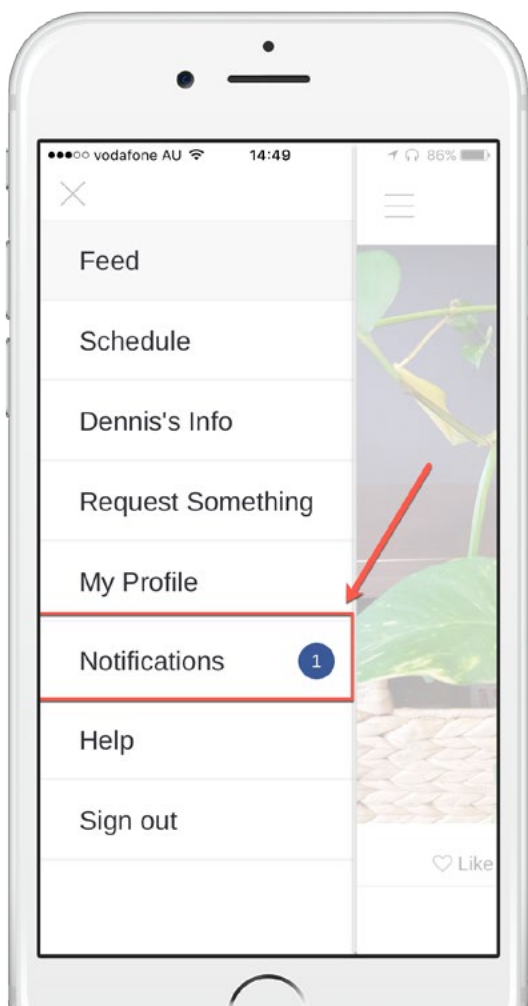 vodafone AU 14:49 86%
Feed
Schedule
Dennis's Info
Request Something
My Profile
Notifications 1
Help
Sign out
Like